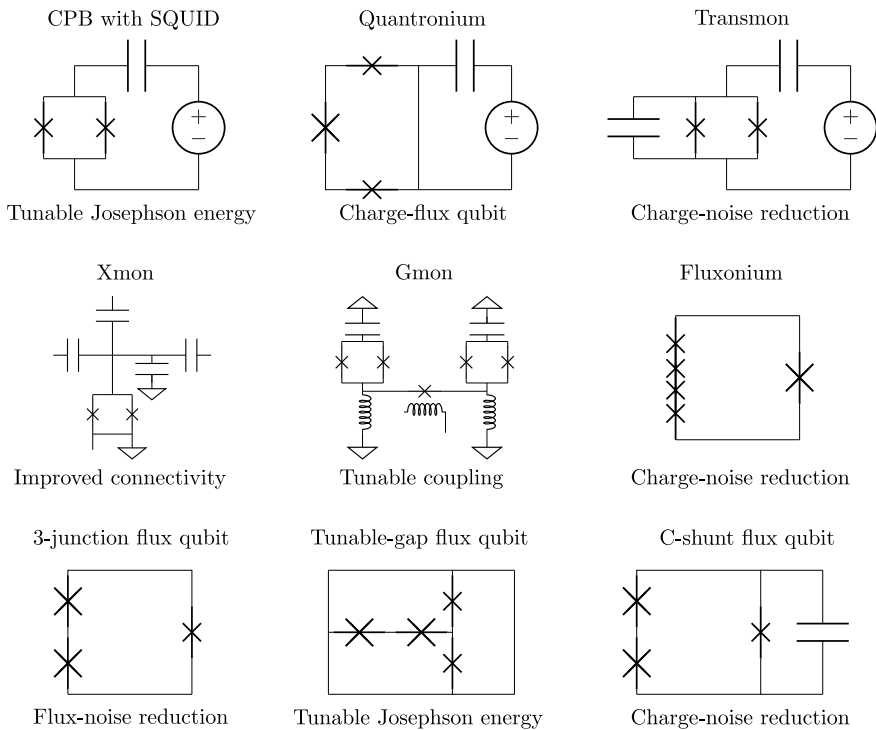 CPB with SQUID
Quantronium
Transmon
+
−
+
−
+
−
Tunable Josephson energy
Charge-flux qubit
Charge-noise reduction
Xmon
Gmon
Fluxonium
Improved connectivity
Tunable coupling
Charge-noise reduction
3-junction flux qubit
Tunable-gap flux qubit
C-shunt flux qubit
Flux-noise reduction
Tunable Josephson energy
Charge-noise reduction